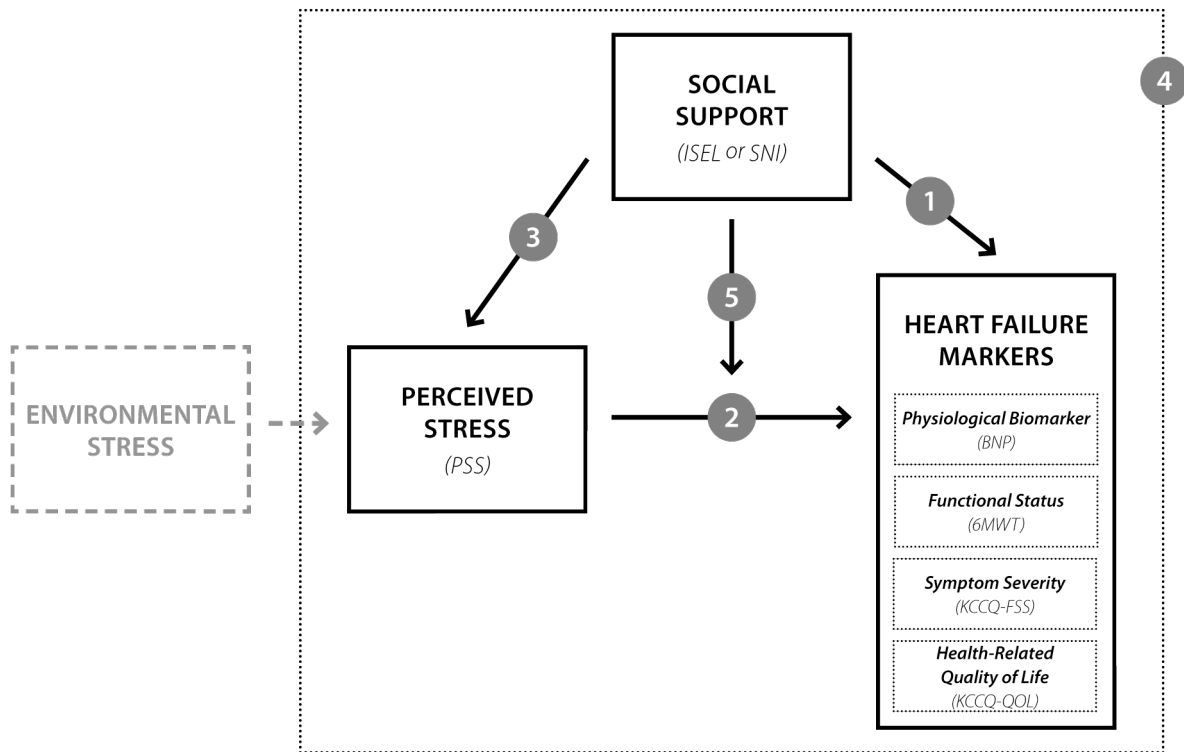 SOCIAL
SUPPORT
(ISEL or SNI)
4
1
3
5
HEART FAILURE
MARKERS
ENVIRONMENTAL
STRESS
PERCEIVED
STRESS
(PSS)
2
Physiological Biomarker
(BNP)
Functional Status
(6MWT)
Symptom Severity
(KCCQ-FSS)
Health-Related
Quality of Life
(KCCQ-QOL)